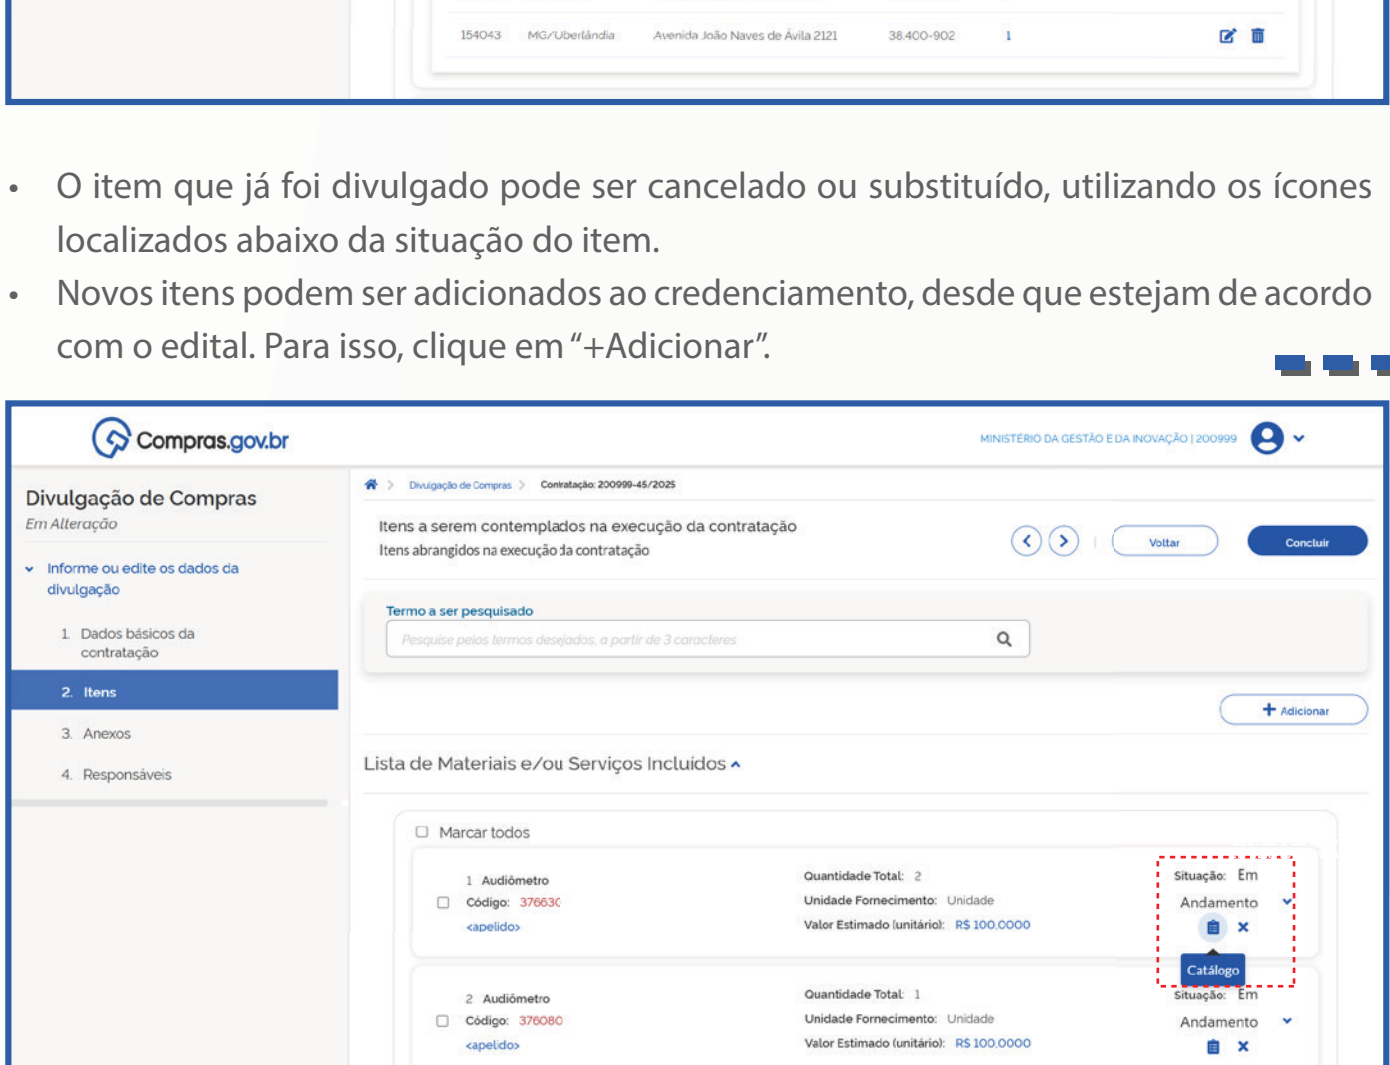 154043 MG/Uberlândia Avenida João Naves de Ávila 2121 38.400-902 1
• O item que já foi divulgado pode ser cancelado ou substituído, utilizando os ícones
localizados abaixo da situação do item.
• Novos itens podem ser adicionados ao credenciamento, desde que estejam de acordo
com o edital. Para isso, clique em “+Adicionar”.
Compras.gov.br
MINISTÉRIO DA GESTÃO E DA INOVAÇÃO | 200999
Divulgação de Compras
Em Alteração
Informe ou edite os dados da
divulgação
1. Dados básicos da
contratação
2. Itens
3. Anexos
4. Responsáveis
Divulgação de Compras > Contratação: 200999-45/2025
Itens a serem contemplados na execução da contratação
Itens abrangidos na execução da contratação
Voltar
Concluir
Termo a ser pesquisado
Pesquise pelos termos desejados, a partir de 3 caracteres
+ Adicionar
Lista de Materiais e/ou Serviços Incluídos
Marcar todos
1 Audiômetro
Código: 376630
<apelido>
Quantidade Total: 2
Unidade Fornecimento: Unidade
Valor Estimado (unitário): R$ 100,0000
Situação: Em
Andamento
Catálogo
2 Audiômetro
Código: 376080
<apelido>
Quantidade Total: 1
Unidade Fornecimento: Unidade
Valor Estimado (unitário): R$ 100,0000
Situação: Em
Andamento